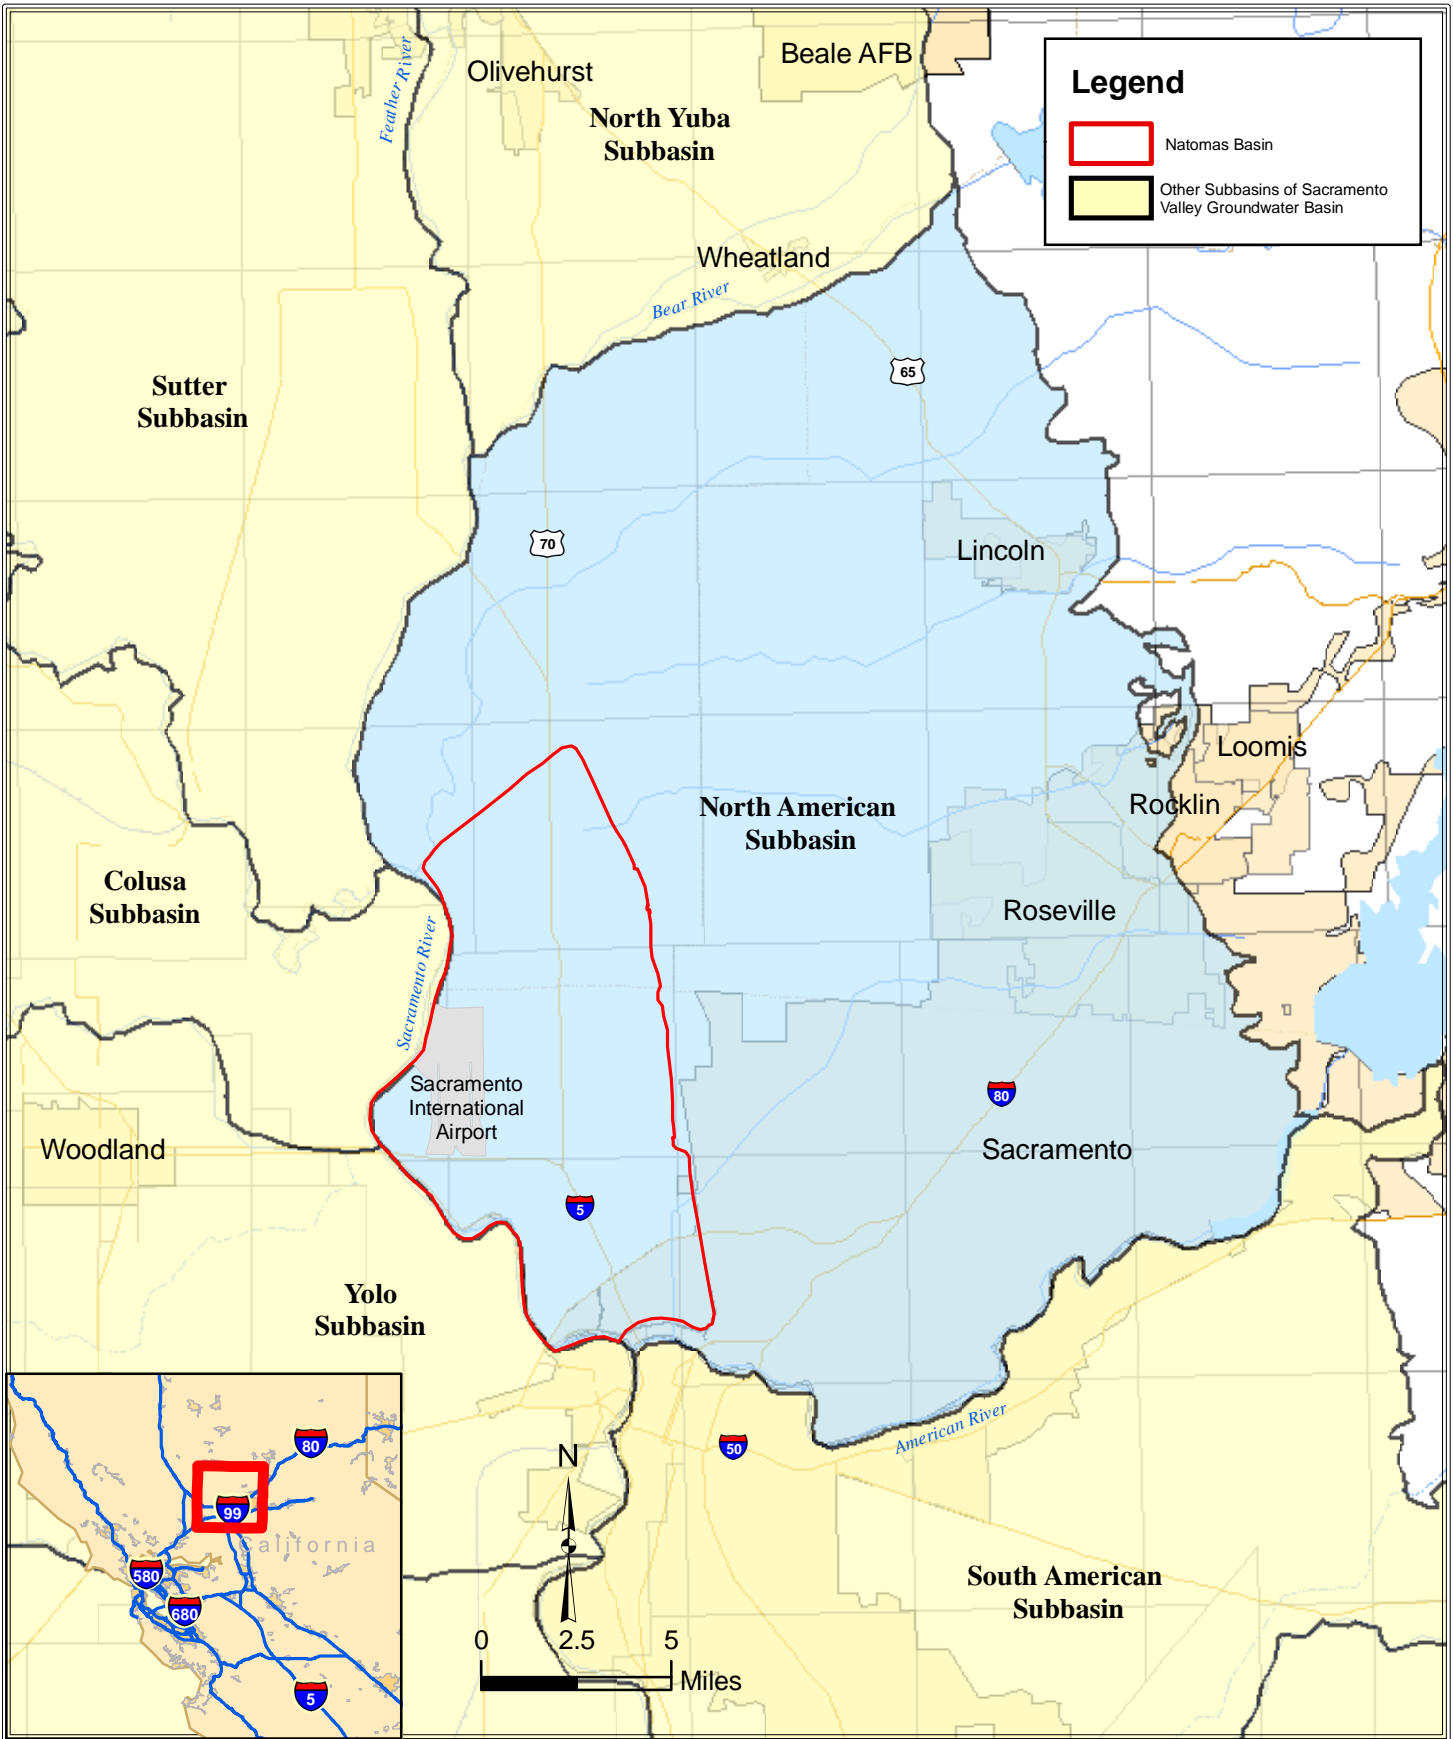 Feather River
Olivehurst
Beale AFB
North Yuba
Subbasin
Legend
Natomas Basin
Other Subbasins of Sacramento
Valley Groundwater Basin
Wheatland
Bear River
65
Sutter
Subbasin
70
Lincoln
Loomis
Rocklin
North American
Subbasin
Colusa
Subbasin
Roseville
Sacramento River
Sacramento
International
Airport
80
Woodland
Sacramento
5
Yolo
Subbasin
American River
50
N
80
99
California
580
680
5
South American
Subbasin
0 2.5 5
Miles